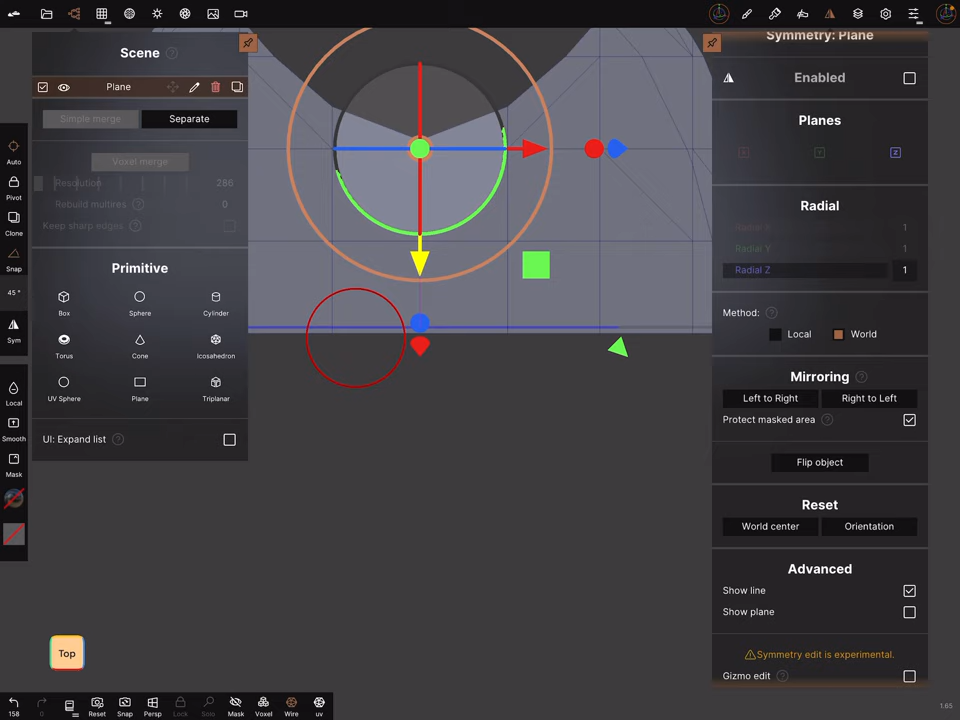 Scene ?
Plane
Simple merge
Separate
Voxel merge
Resolution
286
Rebuild multires ?
0
Keep sharp edges ?
Primitive
Box
Sphere
Cylinder
Torus
Cone
Icosahedron
UV Sphere
Plane
Triplanar
UI: Expand list ?
Auto
Pivot
Clone
Snap
45 °
Sym
Local
Smooth
Mask
Top
158
0
Reset
Snap
Persp
Lock
Solo
Mask
Voxel
Wire
uv
Symmetry: Plane
Enabled
Planes
X
Y
Z
Radial
Radial X
1
Radial Y
1
Radial Z
1
Method: ?
Local
World
Mirroring ?
Left to Right
Right to Left
Protect masked area ?
Flip object
Reset
World center
Orientation
Advanced
Show line
Show plane
⚠Symmetry edit is experimental.
Gizmo edit ?
1.65